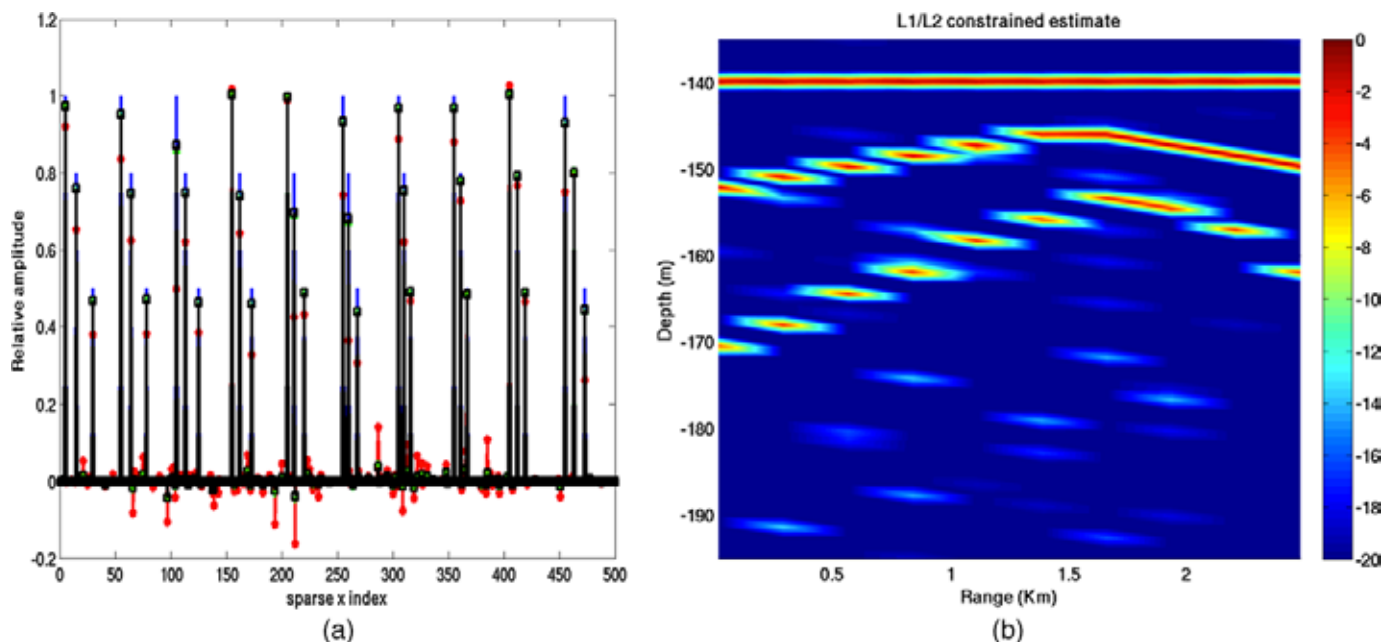 1.2
1
0.8
0.6
0.4
0.2
0
-0.2
Relative amplitude
0 50 100 150 200 250 300 350 400 450 500
sparse x index
(a)
L1/L2 constrained estimate
-140
-150
-160
-170
-180
-190
Depth (m)
0.5 1 1.5 2
Range (Km)
0
-2
-4
-6
-8
-10
-12
-14
-16
-18
-20
(b)